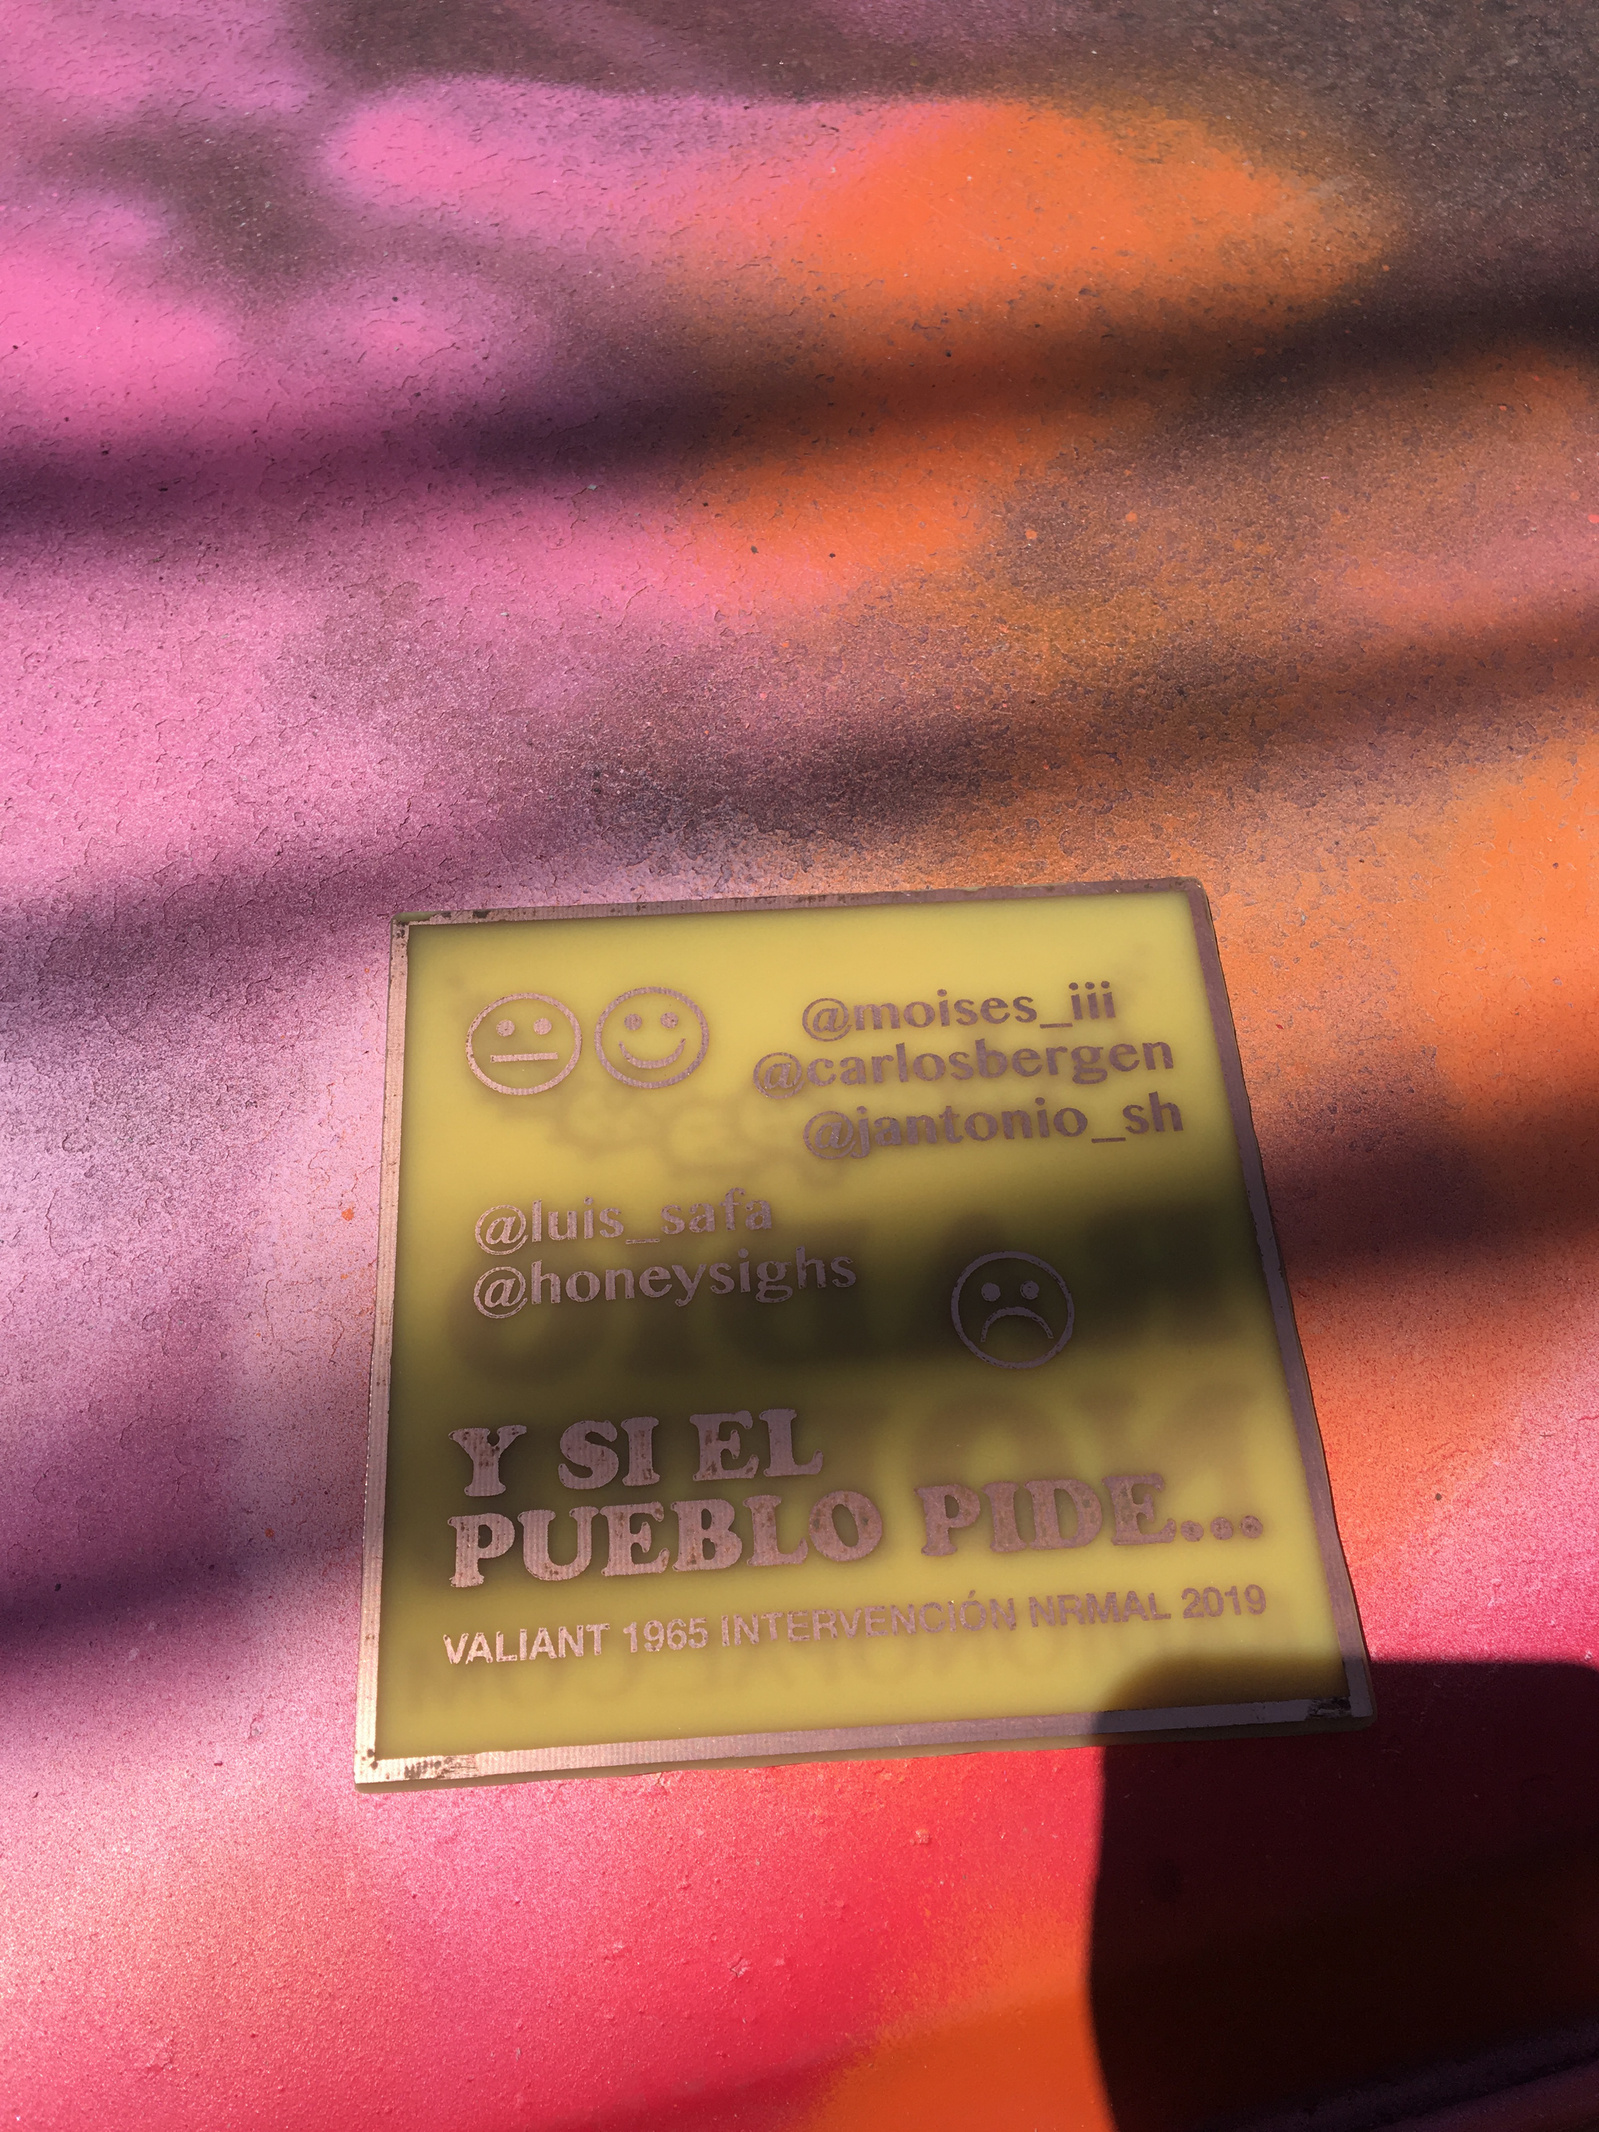 @moises_iii
@carlosbergen
@jantonio_sh
@luis_safa
@honeysighs
Y SI EL
PUEBLO PIDE...
VALIANT 1965 INTERVENCIÓN NRMAL 2019